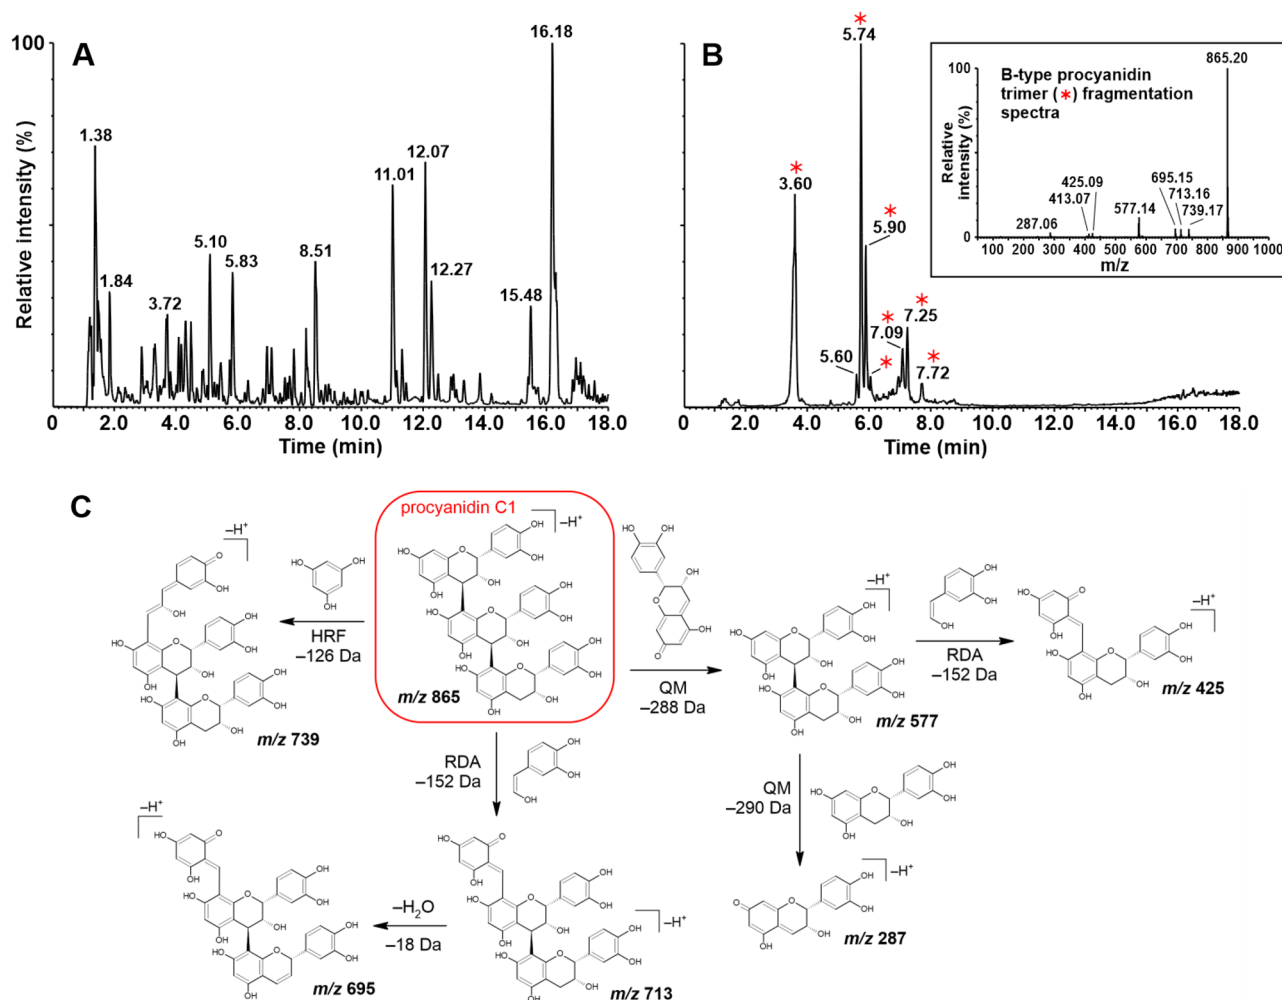 A
100
Relative intensity (%)
1.38
1.84
3.72
5.10
5.83
8.51
11.01
12.07
12.27
15.48
16.18
0
0.0 2.0 4.0 6.0 8.0 10.0 12.0 14.0 16.0 18.0
Time (min)
B
*
5.74
*
3.60
*
5.90
5.60
*
7.09
*
*
7.25
*
7.72
0
2.0 4.0 6.0 8.0 10.0 12.0 14.0 16.0 18.0
Time (min)
B-type procyanidin
trimer (*) fragmentation
spectra
Relative
intensity (%)
100
0
287.06
413.07
425.09
577.14
695.15
713.16
739.17
865.20
50 100 200 300 400 500 600 700 800 900 1000
m/z
C
procyanidin C1
–H⁺
m/z 865
HRF
–126 Da
–H⁺
m/z 739
QM
–288 Da
–H⁺
m/z 577
RDA
–152 Da
–H⁺
m/z 425
RDA
–152 Da
QM
–290 Da
–H⁺
m/z 287
–H⁺
m/z 713
–H₂O
–18 Da
–H⁺
m/z 695